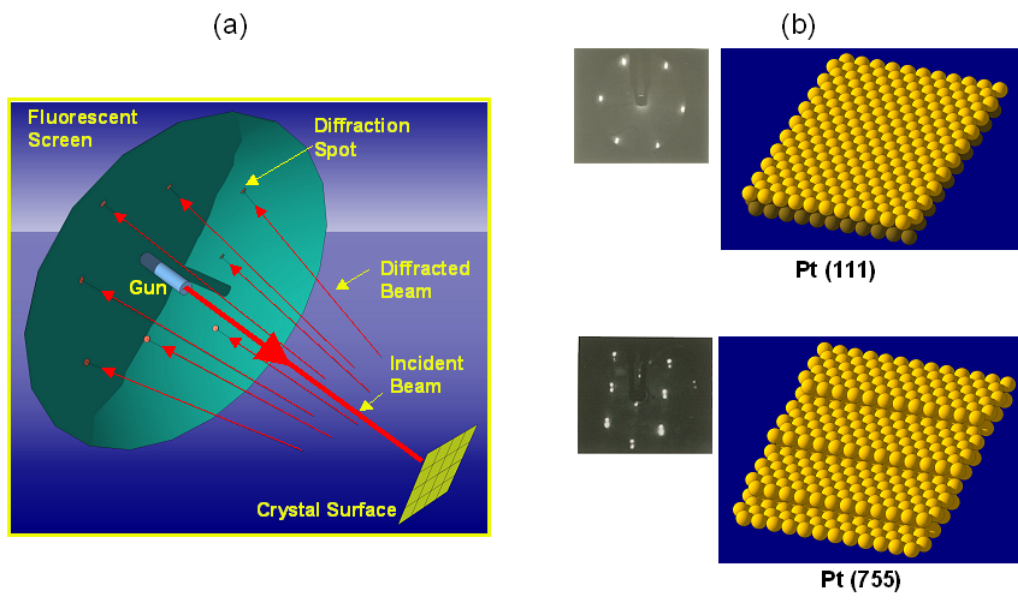 (a)
(b)
Fluorescent
Screen
Diffraction
Spot
Gun
Diffracted
Beam
Incident
Beam
Crystal Surface
Pt (111)
Pt (755)